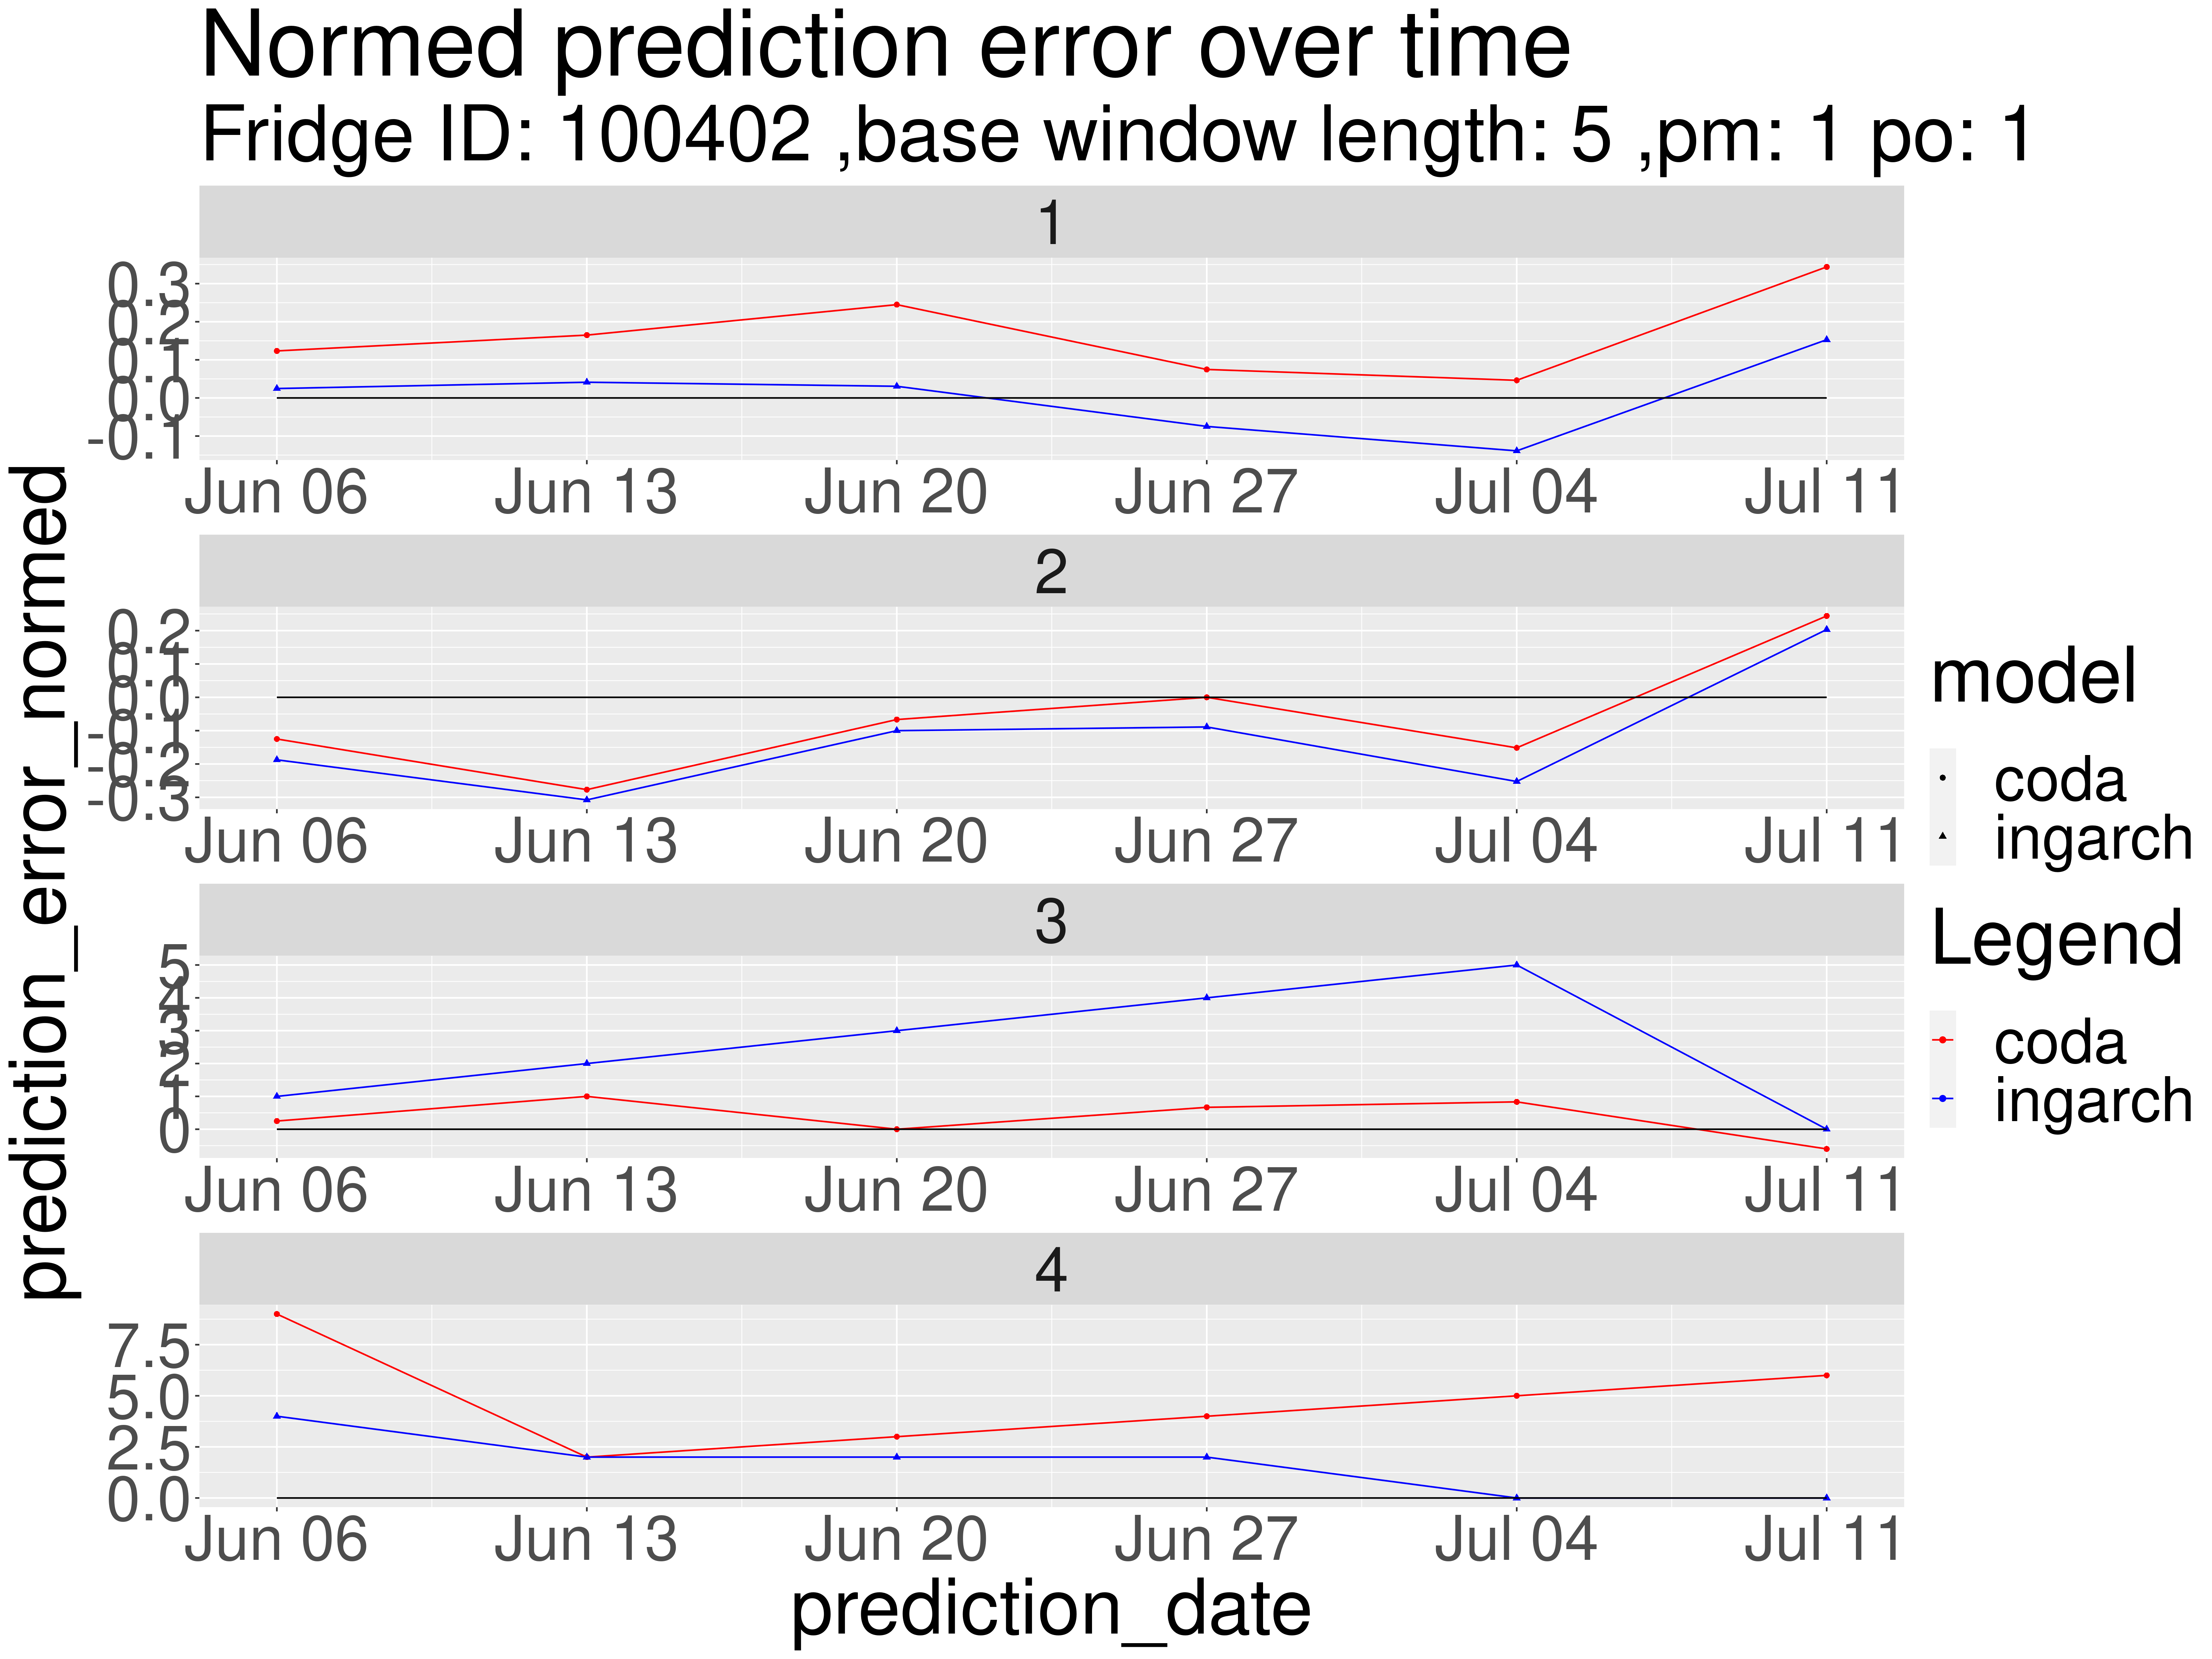 Normed prediction error over time
Fridge ID: 100402 ,base window length: 5 ,pm: 1 po: 1
prediction_error_normed
1
0.3
0.2
0.1
0.0
-0.1
Jun 06 Jun 13 Jun 20 Jun 27 Jul 04 Jul 11
2
0.2
0.1
0.0
-0.1
-0.2
-0.3
Jun 06 Jun 13 Jun 20 Jun 27 Jul 04 Jul 11
3
5
4
3
2
1
0
Jun 06 Jun 13 Jun 20 Jun 27 Jul 04 Jul 11
4
7.5
5.0
2.5
0.0
Jun 06 Jun 13 Jun 20 Jun 27 Jul 04 Jul 11
prediction_date
model
coda
ingarch
Legend
coda
ingarch